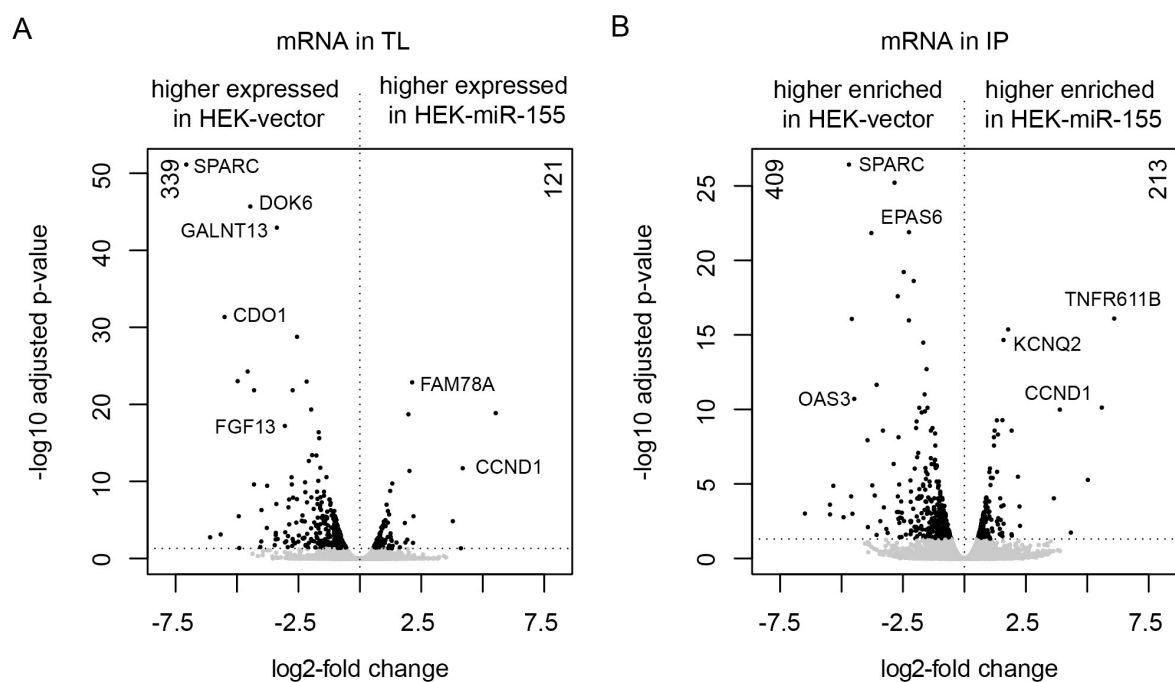 A
mRNA in TL
higher expressed
in HEK-vector
higher expressed
in HEK-miR-155
339
121
SPARC
DOK6
GALNT13
CDO1
FAM78A
FGF13
CCND1
50
40
30
20
10
0
-log10 adjusted p-value
-7.5
-2.5
2.5
7.5
log2-fold change
B
mRNA in IP
higher enriched
in HEK-vector
higher enriched
in HEK-miR-155
409
213
SPARC
EPAS6
TNFR611B
KCNQ2
OAS3
CCND1
25
20
15
10
5
0
-log10 adjusted p-value
-7.5
-2.5
2.5
7.5
log2-fold change